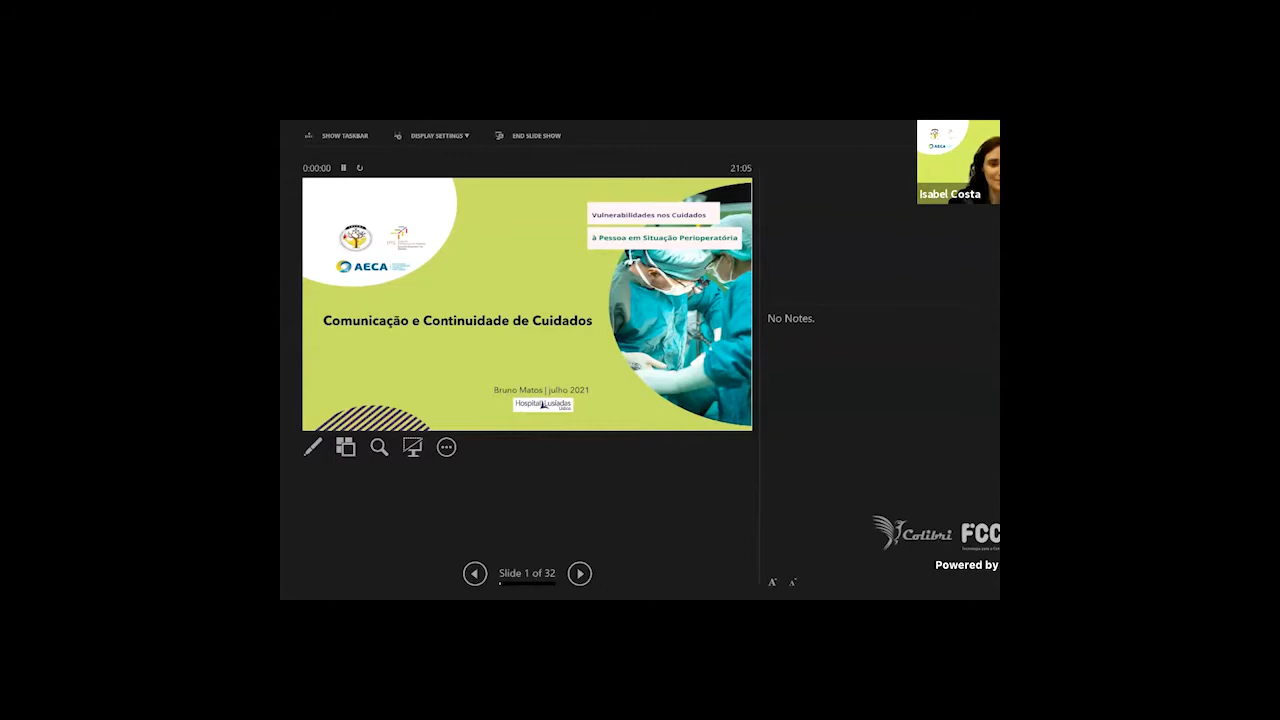 SHOW TASKBAR
DISPLAY SETTINGS ▼
END SLIDE SHOW
0:00:00
21:05
Vulnerabilidades nos Cuidados
à Pessoa em Situação Perioperatória
AECA
Comunicação e Continuidade de Cuidados
Bruno Matos | julho 2021
Hospital Lusíadas
Lisboa
No Notes.
AECA
Isabel Costa
Colibri
FCC
Powered by
Slide 1 of 32
A
A